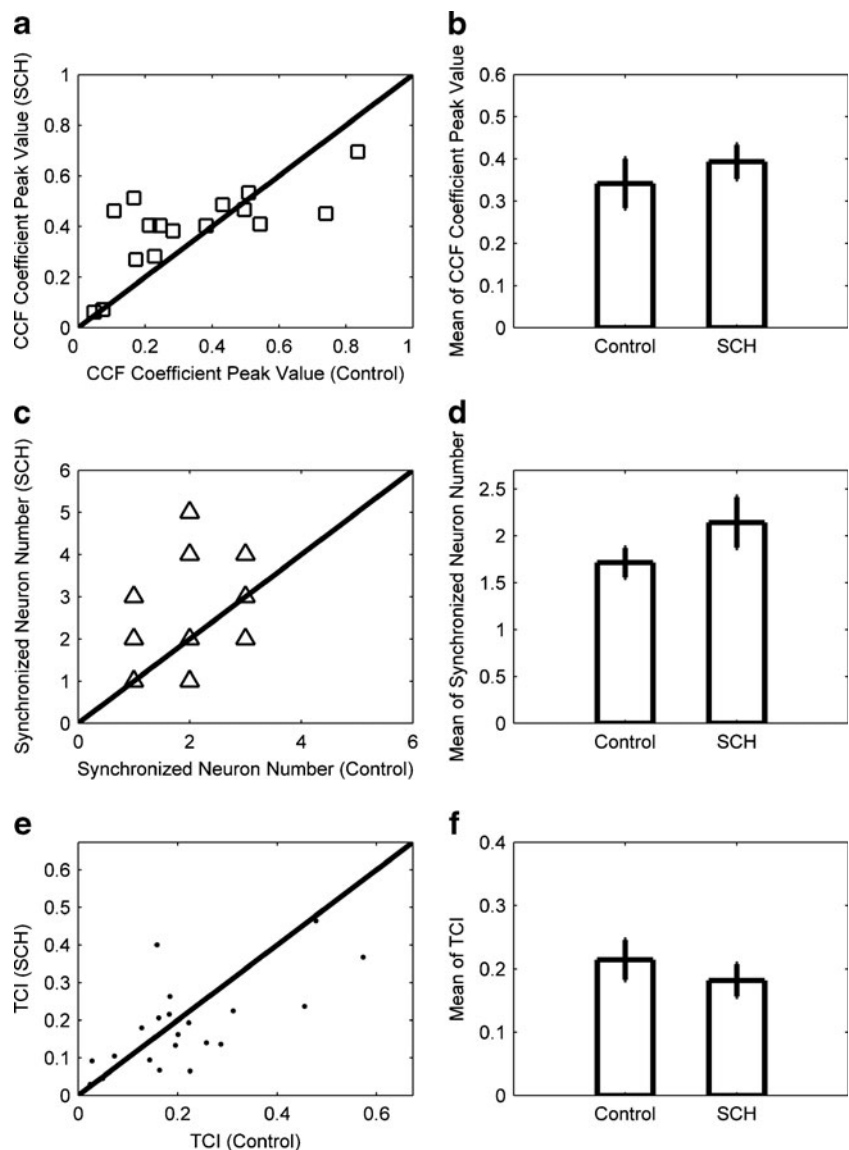 a
CCF Coefficient Peak Value (SCH)
1
0.8
0.6
0.4
0.2
0
0 0.2 0.4 0.6 0.8 1
CCF Coefficient Peak Value (Control)
b
Mean of CCF Coefficient Peak Value
0.6
0.5
0.4
0.3
0.2
0.1
0
Control SCH
c
Synchronized Neuron Number (SCH)
6
5
4
3
2
1
0
0 2 4 6
Synchronized Neuron Number (Control)
d
Mean of Synchronized Neuron Number
2.5
2
1.5
1
0.5
0
Control SCH
e
TCI (SCH)
0.6
0.5
0.4
0.3
0.2
0.1
0
0 0.2 0.4 0.6
TCI (Control)
f
Mean of TCI
0.4
0.3
0.2
0.1
0
Control SCH